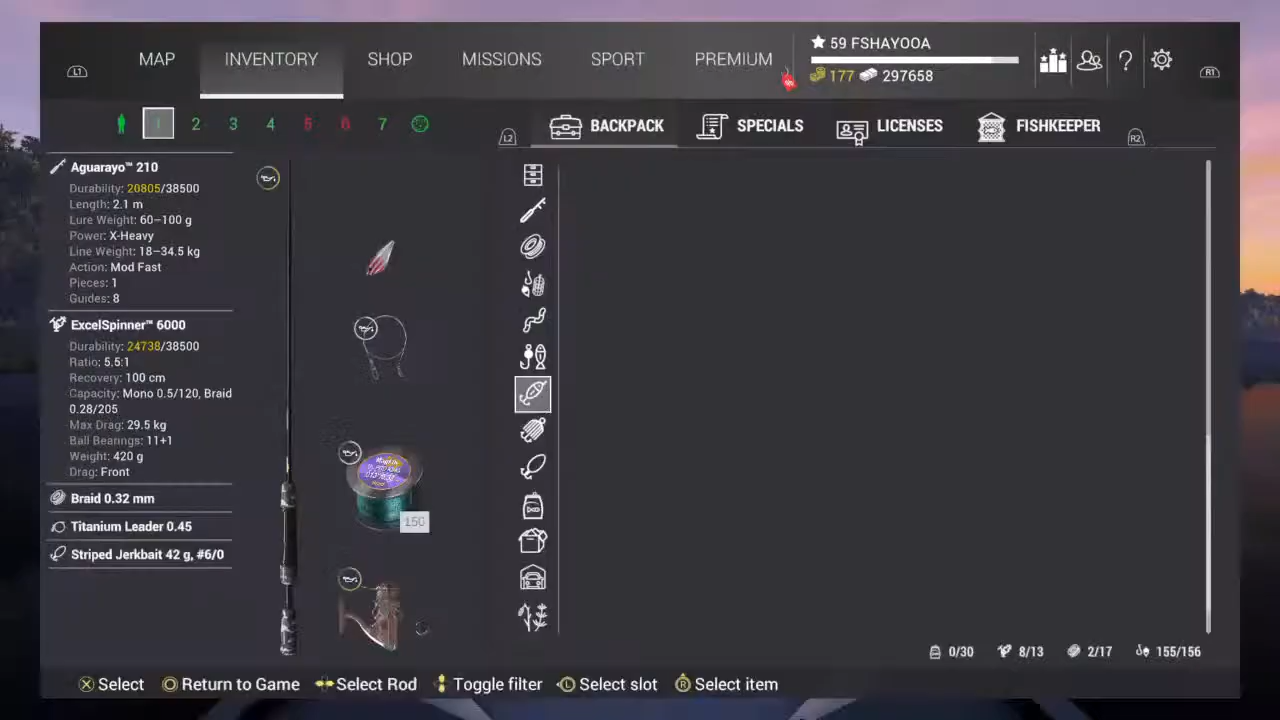 L1
MAP
INVENTORY
SHOP
MISSIONS
SPORT
PREMIUM
59 FSHAYOOA
177 297658
?
R1
1 2 3 4 5 6 7
L2
BACKPACK
SPECIALS
LICENSES
FISHKEEPER
R2
Aguarayo™ 210
Durability: 20805/38500
Length: 2.1 m
Lure Weight: 60–100 g
Power: X-Heavy
Line Weight: 18–34.5 kg
Action: Mod Fast
Pieces: 1
Guides: 8
ExcelSpinner™ 6000
Durability: 24738/38500
Ratio: 5.5:1
Recovery: 100 cm
Capacity: Mono 0.5/120, Braid
0.28/205
Max Drag: 29.5 kg
Ball Bearings: 11+1
Weight: 420 g
Drag: Front
Braid 0.32 mm
Titanium Leader 0.45
Striped Jerkbait 42 g, #6/0
150
0/30
8/13
2/17
155/156
Select
Return to Game
Select Rod
Toggle filter
L Select slot
R Select item